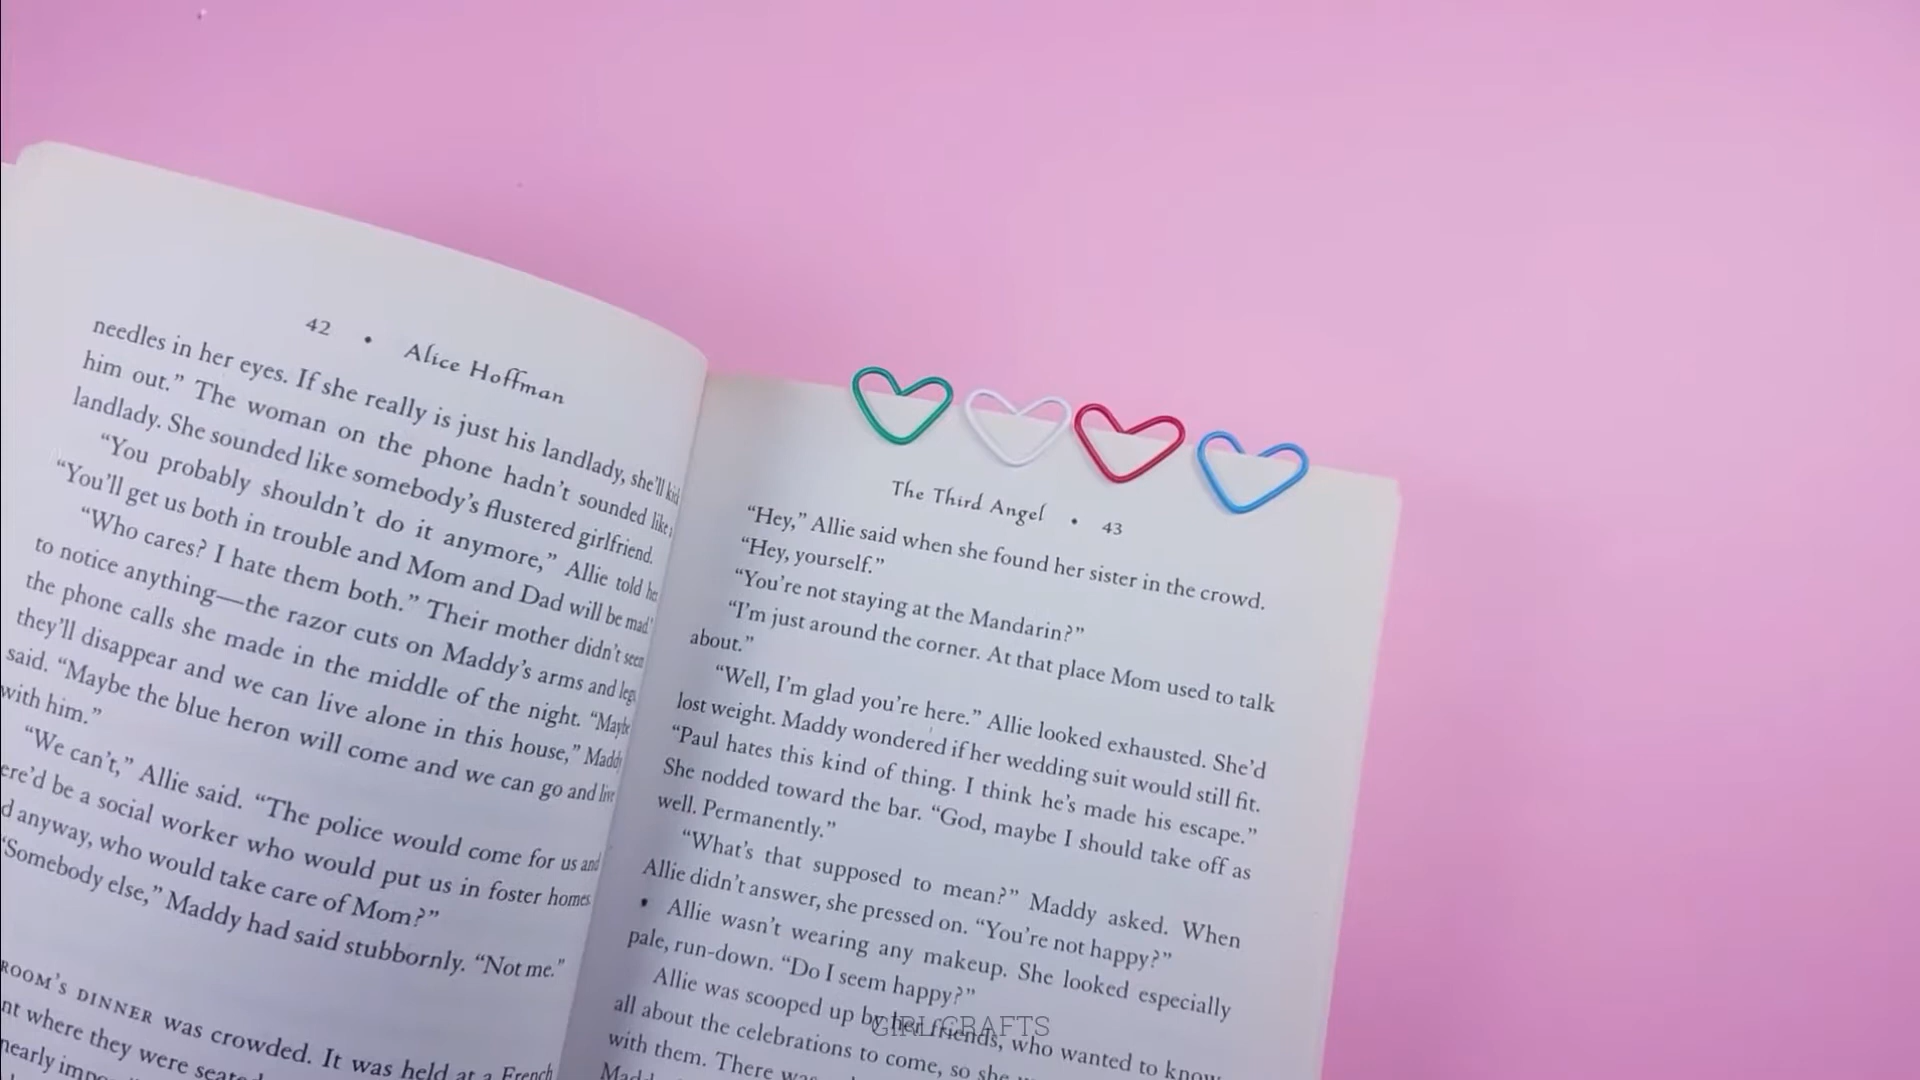 42 • Alice Hoffman
needles in her eyes. If she really is just his landlady, she'll kid
him out.” The woman on the phone hadn't sounded like
landlady. She sounded like somebody's flustered girlfriend.
“You probably shouldn't do it anymore,” Allie told her
“You'll get us both in trouble and Mom and Dad will be mad”
“Who cares? I hate them both.” Their mother didn't seem
to notice anything—the razor cuts on Maddy's arms and legs,
the phone calls she made in the middle of the night. “Maybe
they'll disappear and we can live alone in this house,” Maddy
said. “Maybe the blue heron will come and we can go and live
with him.”
“We can't,” Allie said. “The police would come for us and
ere'd be a social worker who would put us in foster homes
d anyway, who would take care of Mom?”
“Somebody else,” Maddy had said stubbornly. “Not me.”
ROOM'S DINNER was crowded. It was held at a French
nt where they were seated
nearly
The Third Angel • 43
“Hey,” Allie said when she found her sister in the crowd.
“Hey, yourself.”
“You're not staying at the Mandarin?”
“I'm just around the corner. At that place Mom used to talk
about.”
“Well, I'm glad you're here.” Allie looked exhausted. She'd
lost weight. Maddy wondered if her wedding suit would still fit.
“Paul hates this kind of thing. I think he's made his escape.”
She nodded toward the bar. “God, maybe I should take off as
well. Permanently.”
“What's that supposed to mean?” Maddy asked. When
Allie didn't answer, she pressed on. “You're not happy?”
• Allie wasn't wearing any makeup. She looked especially
pale, run-down. “Do I seem happy?”
Allie was scooped up by her friends, who wanted to know
all about the celebrations to come, so she
with them. There was
GIRL CRAFTS